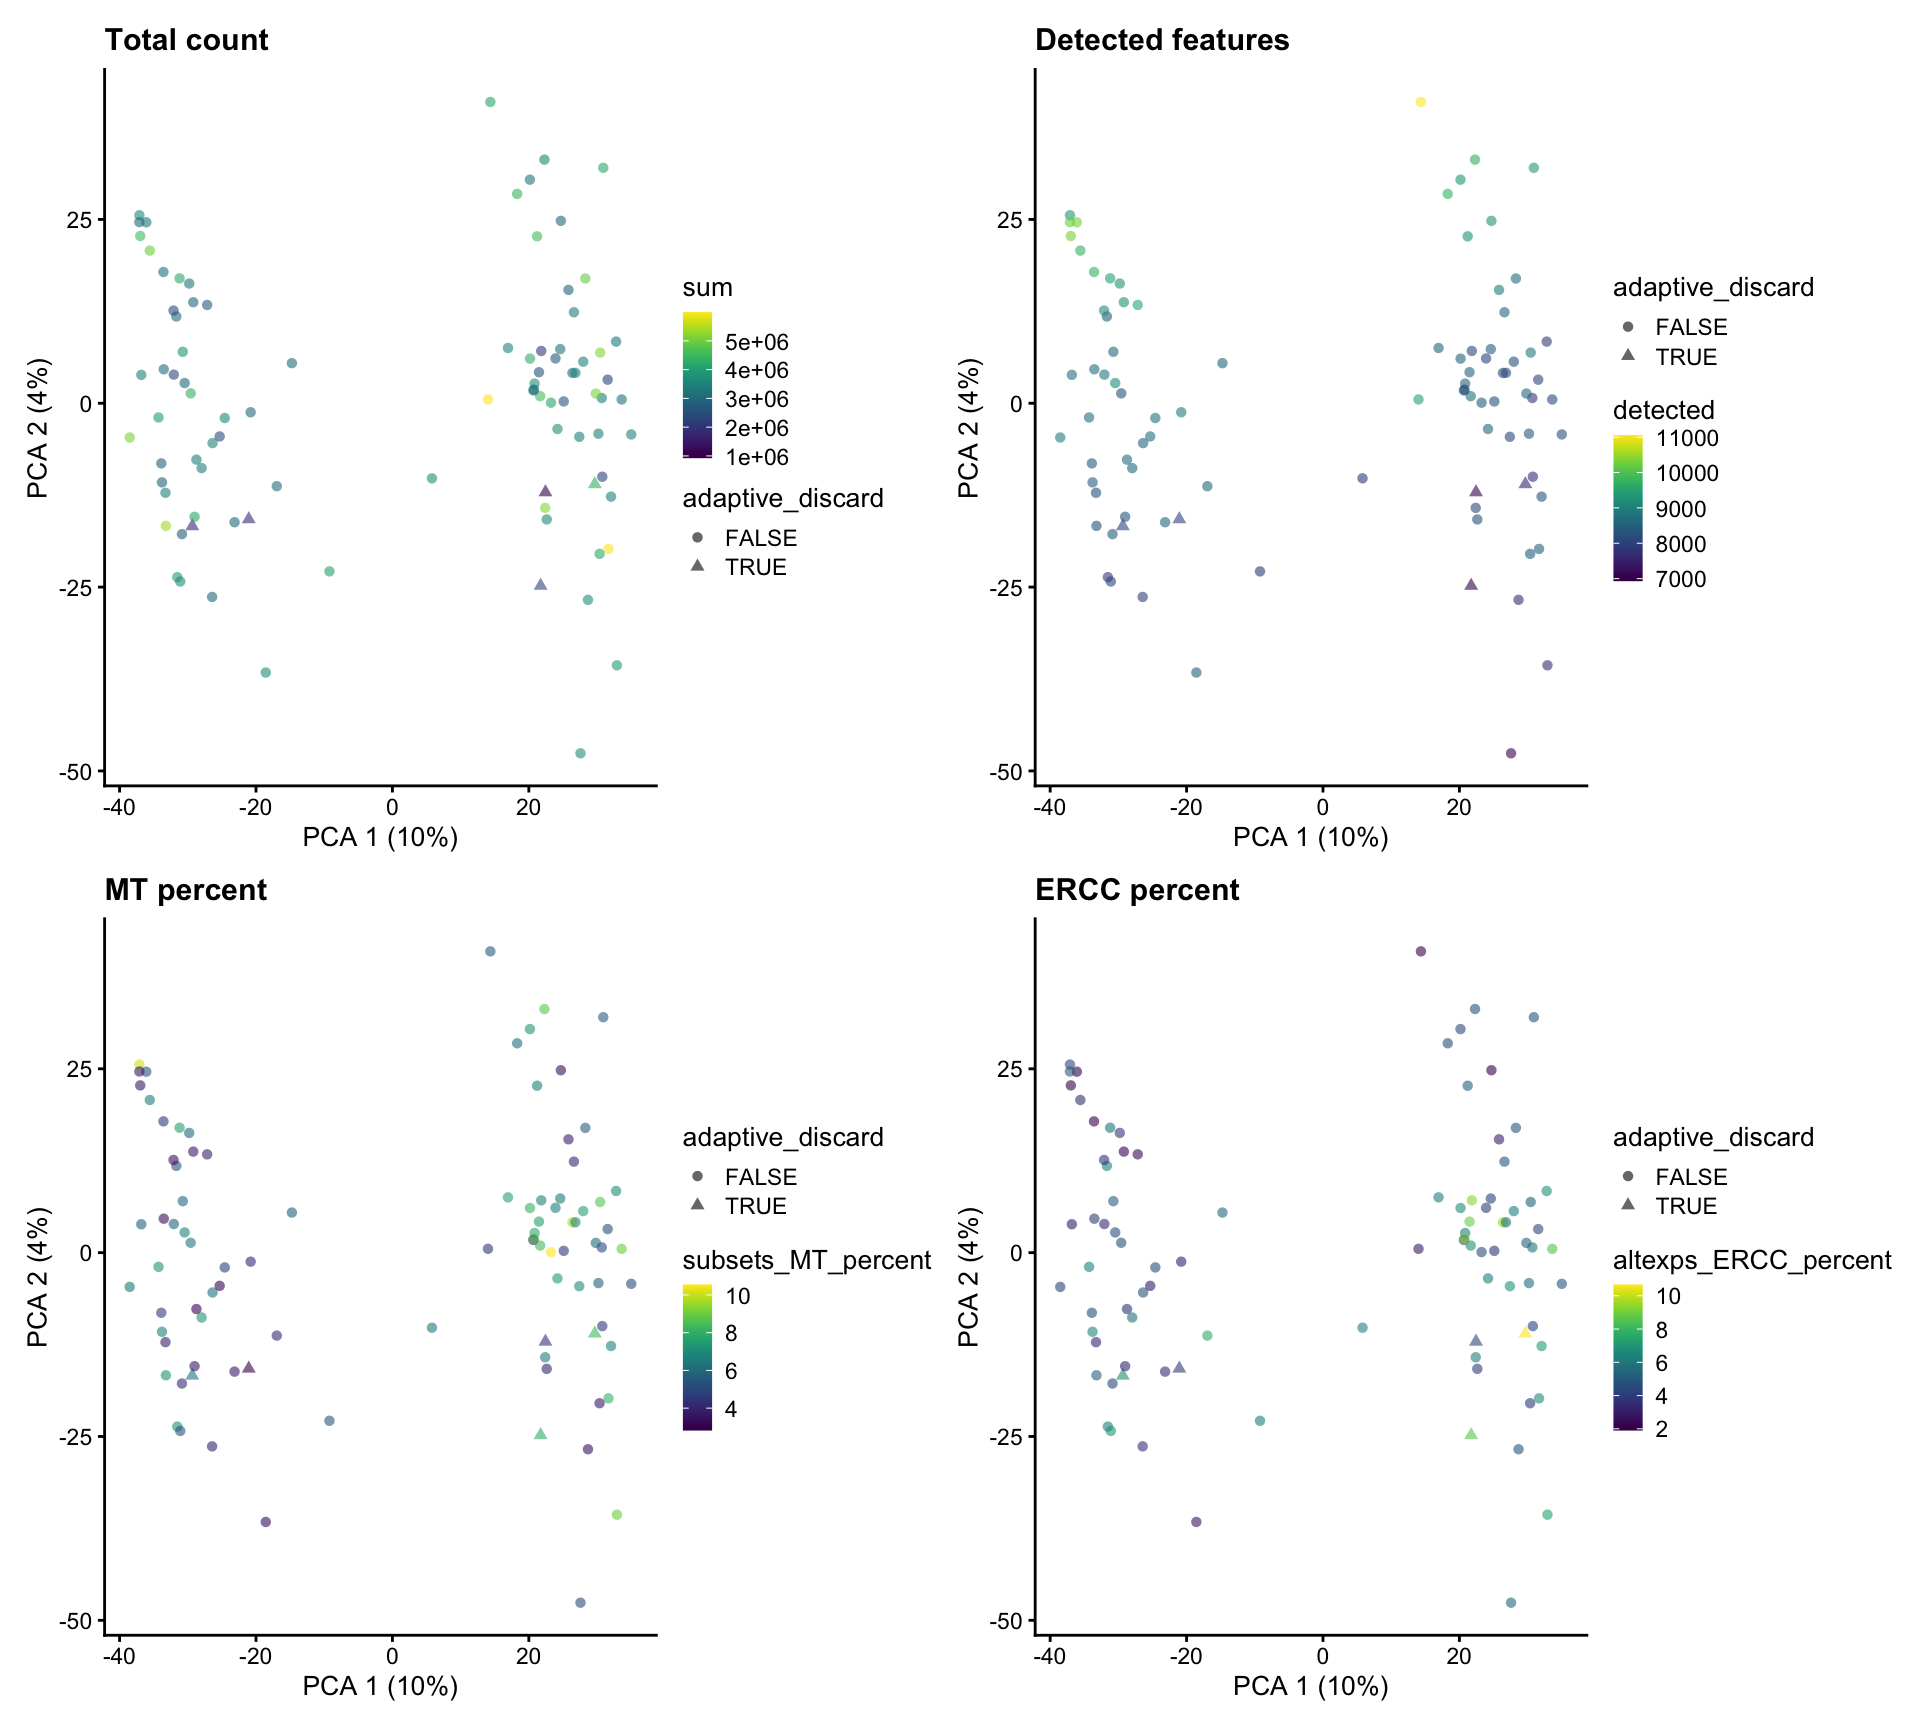 Total count
25
0
-25
-50
-40
-20
0
20
PCA 1 (10%)
PCA 2 (4%)
sum
5e+06
4e+06
3e+06
2e+06
1e+06
adaptive_discard
FALSE
TRUE
Detected features
25
0
-25
-50
-40
-20
0
20
PCA 1 (10%)
PCA 2 (4%)
adaptive_discard
FALSE
TRUE
detected
11000
10000
9000
8000
7000
MT percent
25
0
-25
-50
-40
-20
0
20
PCA 1 (10%)
PCA 2 (4%)
adaptive_discard
FALSE
TRUE
subsets_MT_percent
10
8
6
4
ERCC percent
25
0
-25
-50
-40
-20
0
20
PCA 1 (10%)
PCA 2 (4%)
adaptive_discard
FALSE
TRUE
altexps_ERCC_percent
10
8
6
4
2